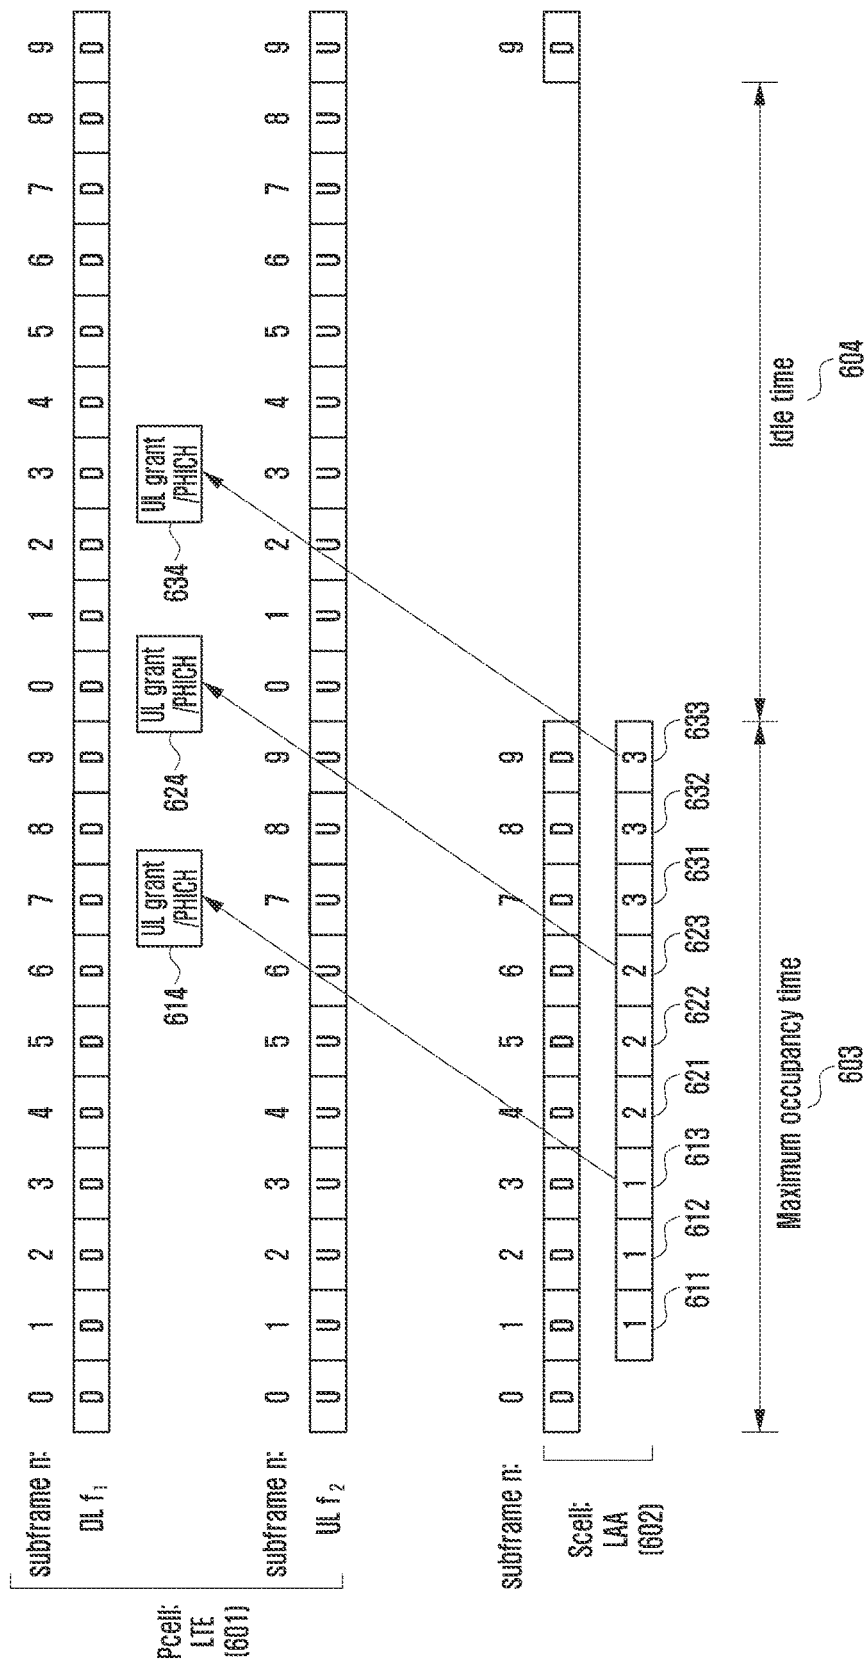 subframe n: 0 1 2 3 4 5 6 7 8 9 0 1 2 3 4 5 6 7 8 9
DL f1 D D D D D D D D D D D D D D D D D D D D
Pcell:
LTE
(601)
UL grant
/PHICH
614
UL grant
/PHICH
624
UL grant
/PHICH
634
subframe n: 0 1 2 3 4 5 6 7 8 9 0 1 2 3 4 5 6 7 8 9
UL f2 U U U U U U U U U U U U U U U U U U U U
subframe n: 0 1 2 3 4 5 6 7 8 9 9
D D D D D D D D D D D
Scell:
LAA
(602)
1 1 1 2 2 2 3 3 3
611 612 613 621 622 623 631 632 633
Maximum occupancy time
603
Idle time
604